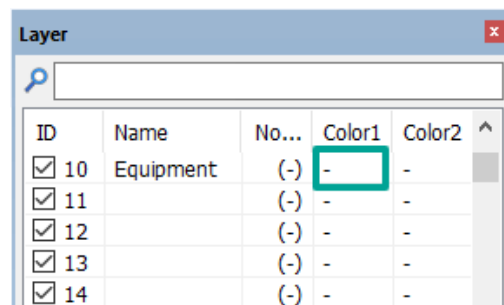 Layer
ID Name No... Color1 Color2
10 Equipment (-) - -
11 (-) - -
12 (-) - -
13 (-) - -
14 (-) - -